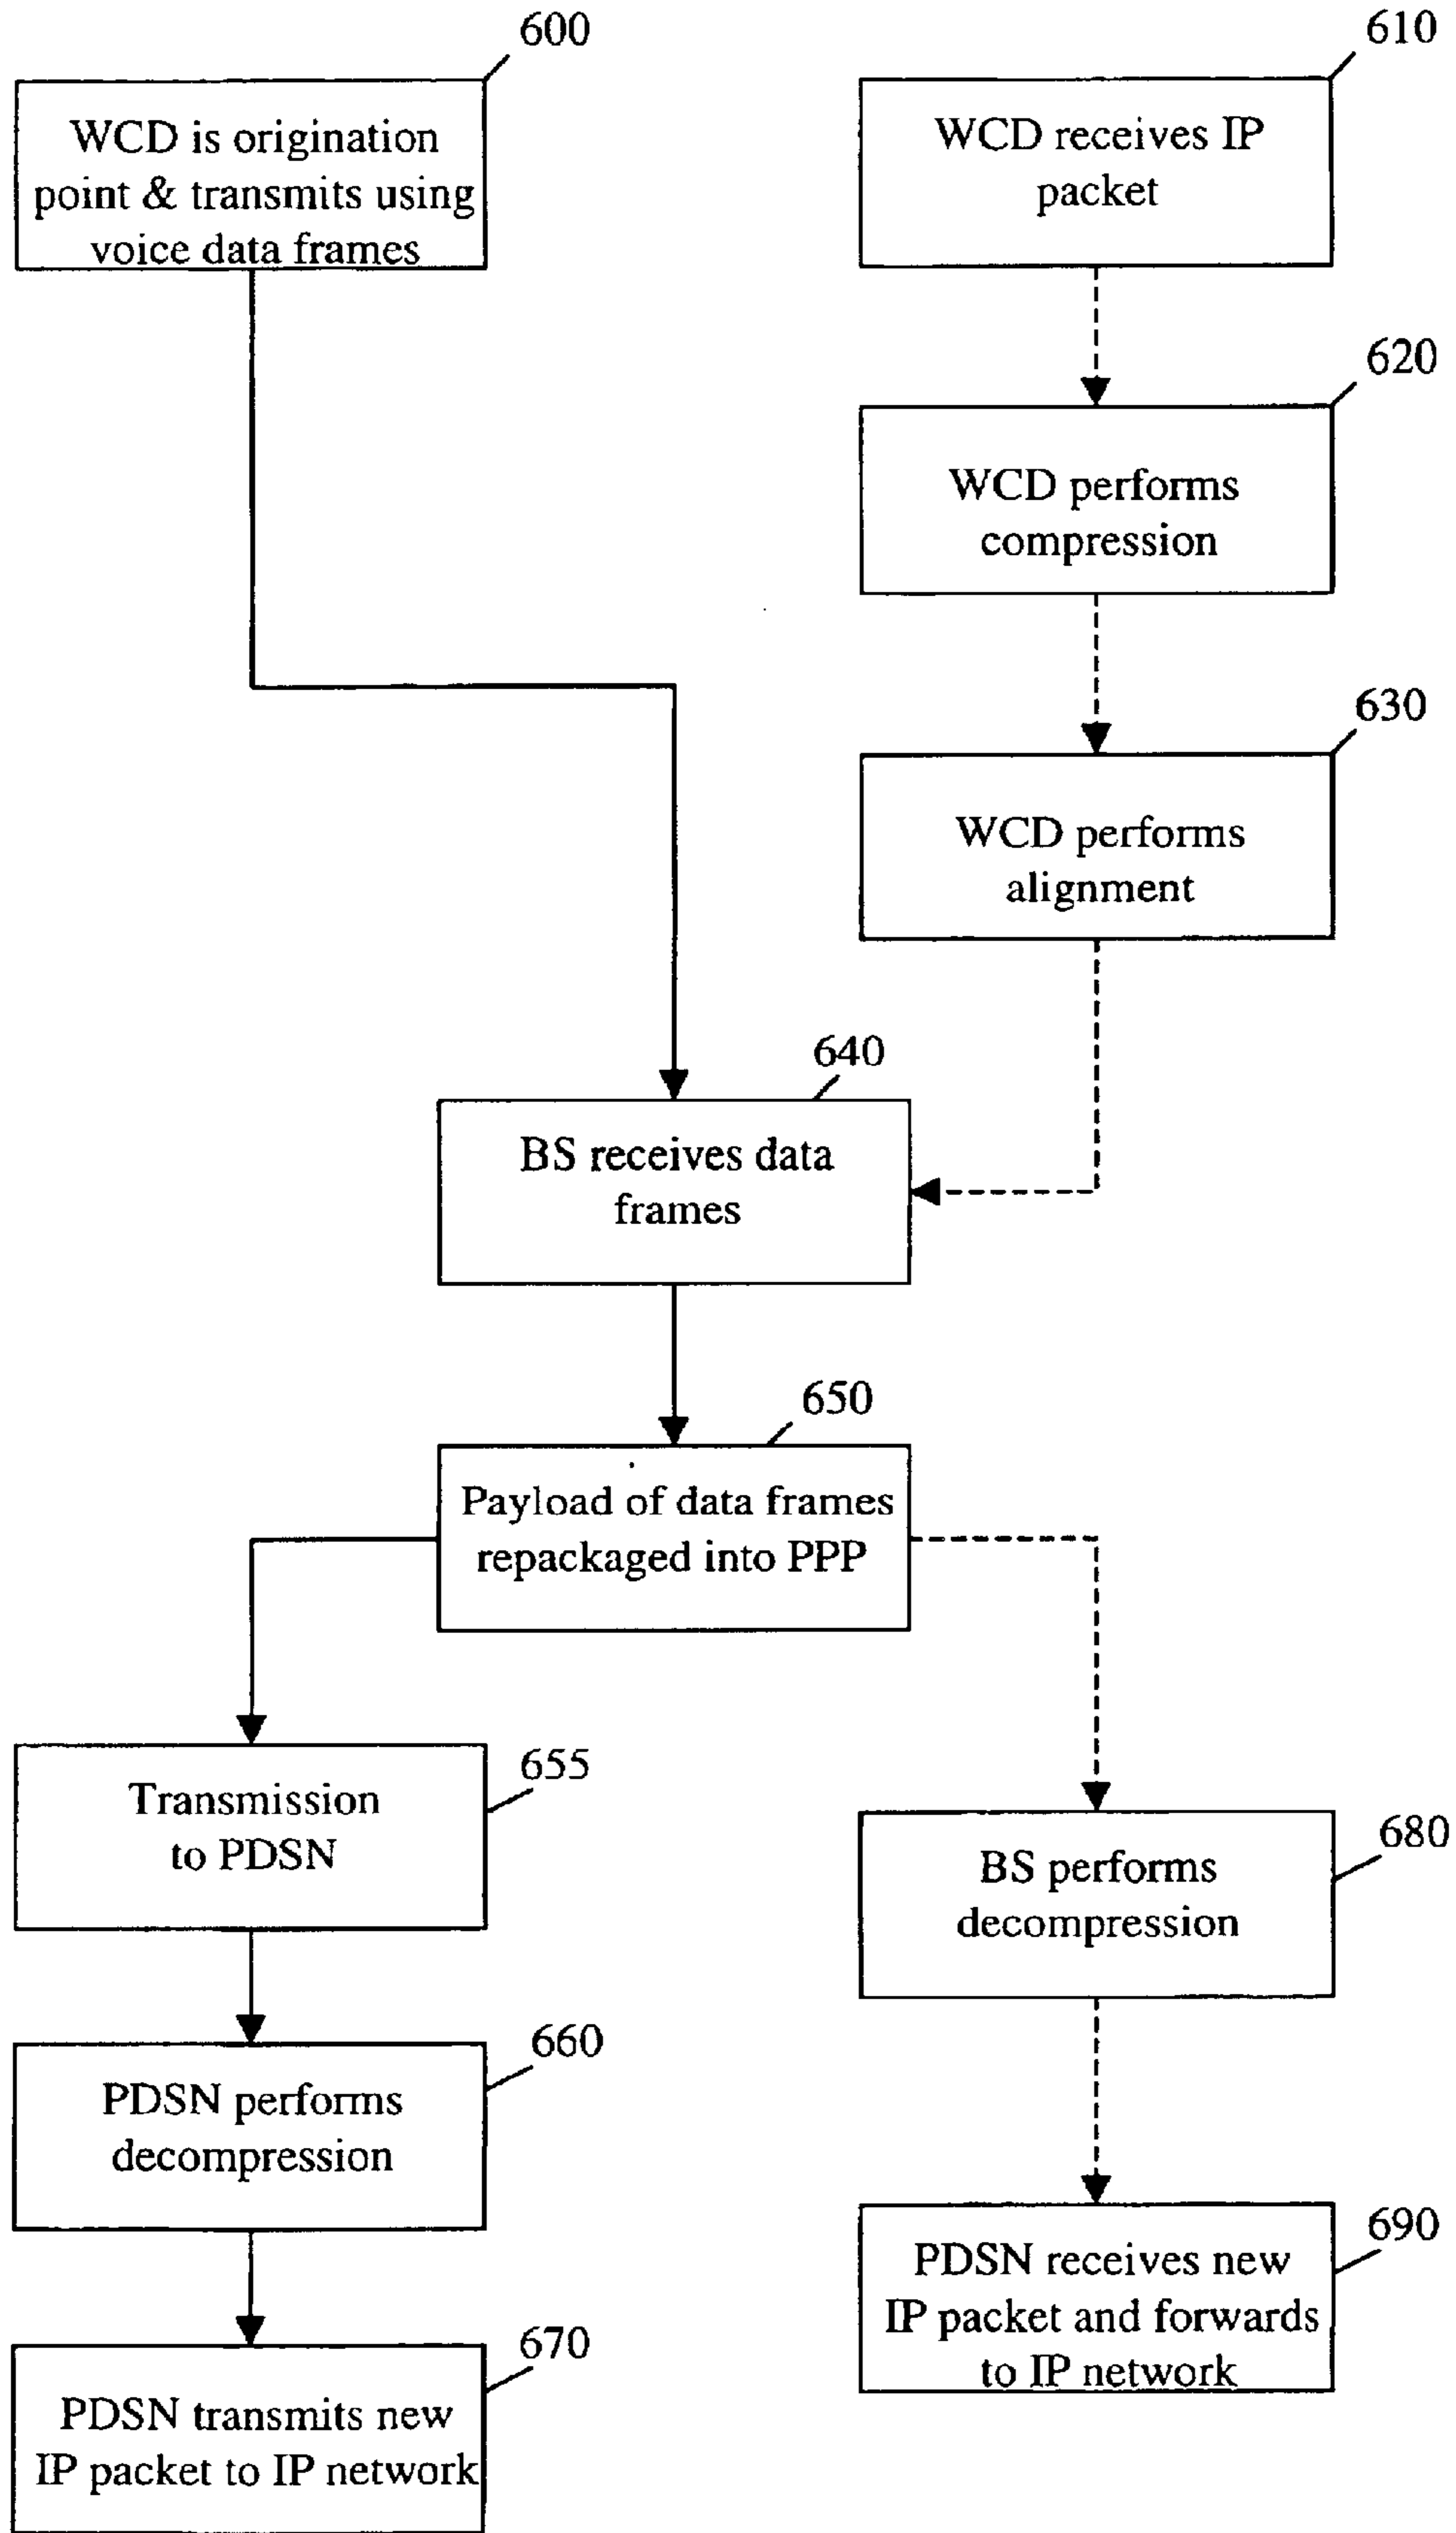 600
WCD is origination
point & transmits using
voice data frames
610
WCD receives IP
packet
620
WCD performs
compression
630
WCD performs
alignment
640
BS receives data
frames
650
Payload of data frames
repackaged into PPP
655
Transmission
to PDSN
660
PDSN performs
decompression
670
PDSN transmits new
IP packet to IP network
680
BS performs
decompression
690
PDSN receives new
IP packet and forwards
to IP network